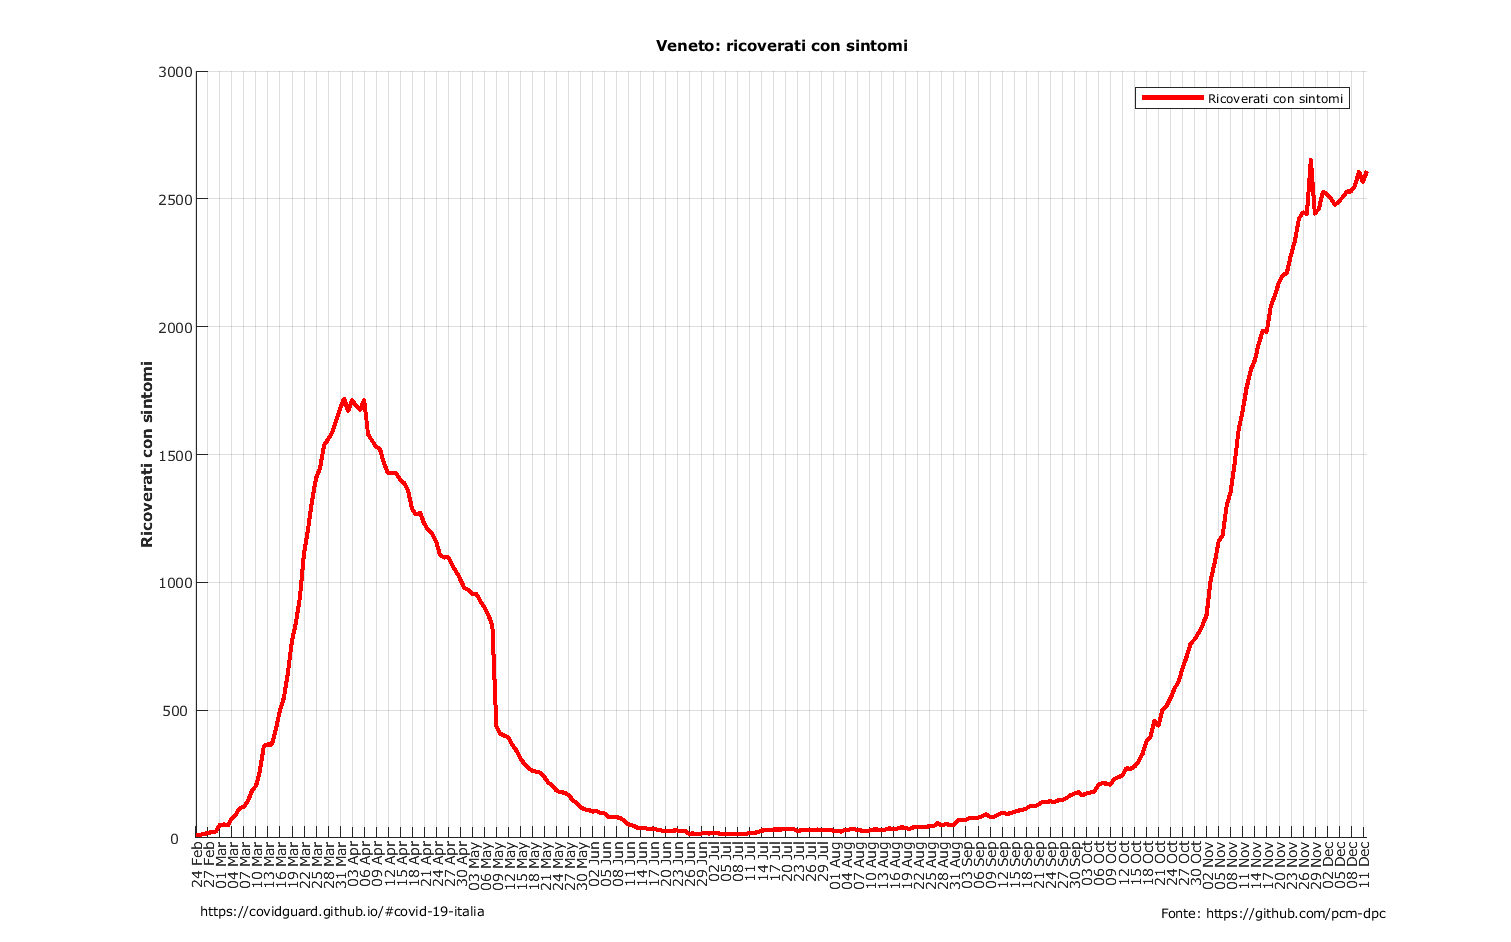 Veneto: ricoverati con sintomi
Ricoverati con sintomi
Ricoverati con sintomi
3000
2500
2000
1500
1000
500
0
24 Feb
27 Feb
01 Mar
04 Mar
07 Mar
10 Mar
13 Mar
16 Mar
19 Mar
22 Mar
25 Mar
28 Mar
31 Mar
03 Apr
06 Apr
09 Apr
12 Apr
15 Apr
18 Apr
21 Apr
24 Apr
27 Apr
30 Apr
03 May
06 May
09 May
12 May
15 May
18 May
21 May
24 May
27 May
30 May
02 Jun
05 Jun
08 Jun
11 Jun
14 Jun
17 Jun
20 Jun
23 Jun
26 Jun
29 Jun
02 Jul
05 Jul
08 Jul
11 Jul
14 Jul
17 Jul
20 Jul
23 Jul
26 Jul
29 Jul
01 Aug
04 Aug
07 Aug
10 Aug
13 Aug
16 Aug
19 Aug
22 Aug
25 Aug
28 Aug
31 Aug
03 Sep
06 Sep
09 Sep
12 Sep
15 Sep
18 Sep
21 Sep
24 Sep
27 Sep
30 Sep
03 Oct
06 Oct
09 Oct
12 Oct
15 Oct
18 Oct
21 Oct
24 Oct
27 Oct
30 Oct
02 Nov
05 Nov
08 Nov
11 Nov
14 Nov
17 Nov
20 Nov
23 Nov
26 Nov
29 Nov
02 Dec
05 Dec
08 Dec
11 Dec
https://covidguard.github.io/#covid-19-italia
Fonte: https://github.com/pcm-dpc